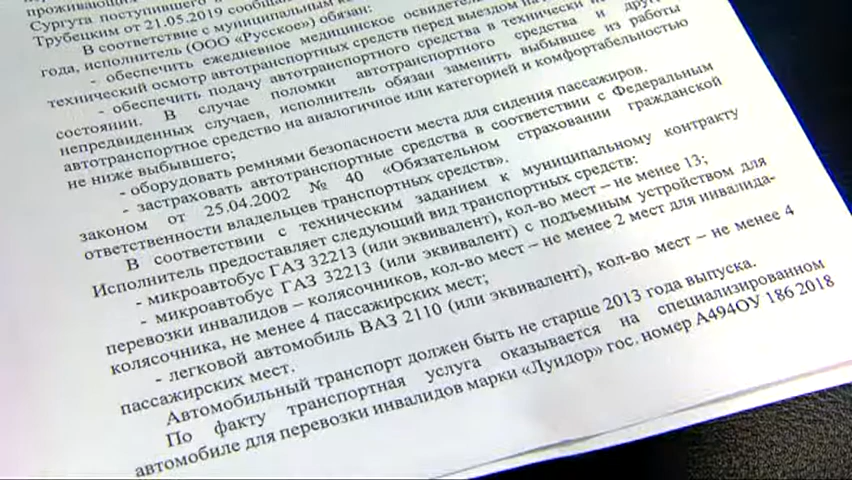 проживающих
Сургута поступившего в
Трубецким от 21.05.2019
В соответствии с муниципальным
года, исполнитель (ООО «Русское») обязан:
- обеспечить ежедневное медицинское
технический осмотр автотранспортных средств перед выездом на
- обеспечить подачу автотранспортного средства в технически
состоянии. В случае поломки автотранспортного средства и
непредвиденных случаев, исполнитель обязан заменить выбывшее из работы
автотранспортное средство на аналогичное или категорией и комфортабельностью
не ниже выбывшего;
- оборудовать ремнями безопасности места для сидения пассажиров.
- застраховать автотранспортные средства в соответствии с Федеральным
законом от 25.04.2002 № 40 «Обязательном страховании гражданской
ответственности владельцев транспортных средств».
В соответствии с техническим заданием к муниципальному контракту
Исполнитель предоставляет следующий вид транспортных средств:
- микроавтобус ГАЗ 32213 (или эквивалент), кол-во мест – не менее 13;
- микроавтобус ГАЗ 32213 (или эквивалент) с подъемным устройством для
перевозки инвалидов – колясочников, кол-во мест – не менее 2 мест для инвалида-
колясочника, не менее 4 пассажирских мест;
- легковой автомобиль ВАЗ 2110 (или эквивалент), кол-во мест – не менее 4
пассажирских мест.
Автомобильный транспорт должен быть не старше 2013 года выпуска.
По факту транспортная услуга оказывается на специализированном
автомобиле для перевозки инвалидов марки «Луидор» гос. номер А494ОУ 186 2018